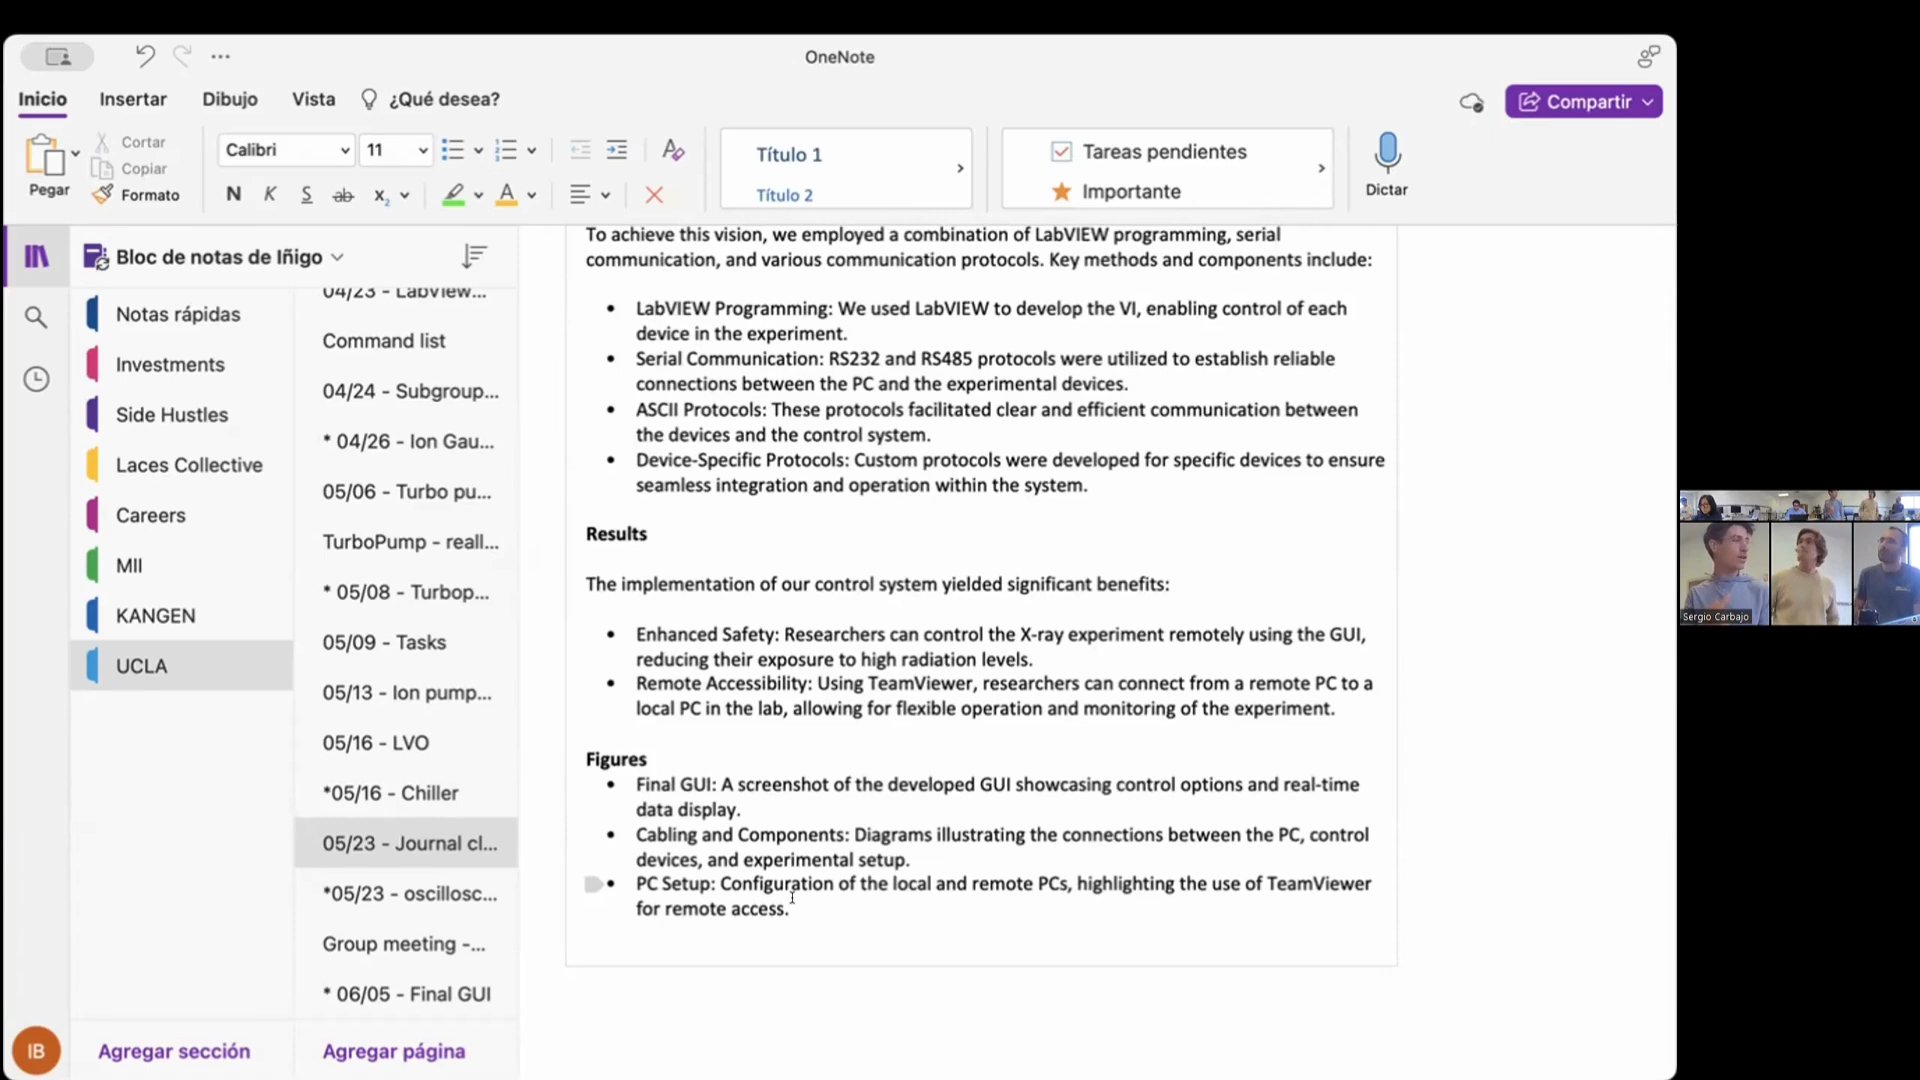 OneNote
Inicio
Insertar
Dibujo
Vista
¿Qué desea?
Compartir
Pegar
Cortar
Copiar
Formato
Calibri
11
N K S ab x₂
A
Título 1
Título 2
Tareas pendientes
Importante
Dictar
Bloc de notas de Iñigo
Notas rápidas
Investments
Side Hustles
Laces Collective
Careers
MII
KANGEN
UCLA
Agregar sección
IB
04/23 - LabView...
Command list
04/24 - Subgroup...
* 04/26 - Ion Gau...
05/06 - Turbo pu...
TurboPump - reall...
* 05/08 - Turbop...
05/09 - Tasks
05/13 - Ion pump...
05/16 - LVO
*05/16 - Chiller
05/23 - Journal cl...
*05/23 - oscillosc...
Group meeting -...
* 06/05 - Final GUI
Agregar página
To achieve this vision, we employed a combination of LabVIEW programming, serial
communication, and various communication protocols. Key methods and components include:
• LabVIEW Programming: We used LabVIEW to develop the VI, enabling control of each
device in the experiment.
• Serial Communication: RS232 and RS485 protocols were utilized to establish reliable
connections between the PC and the experimental devices.
• ASCII Protocols: These protocols facilitated clear and efficient communication between
the devices and the control system.
• Device-Specific Protocols: Custom protocols were developed for specific devices to ensure
seamless integration and operation within the system.
Results
The implementation of our control system yielded significant benefits:
• Enhanced Safety: Researchers can control the X-ray experiment remotely using the GUI,
reducing their exposure to high radiation levels.
• Remote Accessibility: Using TeamViewer, researchers can connect from a remote PC to a
local PC in the lab, allowing for flexible operation and monitoring of the experiment.
Figures
• Final GUI: A screenshot of the developed GUI showcasing control options and real-time
data display.
• Cabling and Components: Diagrams illustrating the connections between the PC, control
devices, and experimental setup.
• PC Setup: Configuration of the local and remote PCs, highlighting the use of TeamViewer
for remote access.
Sergio Carbajo